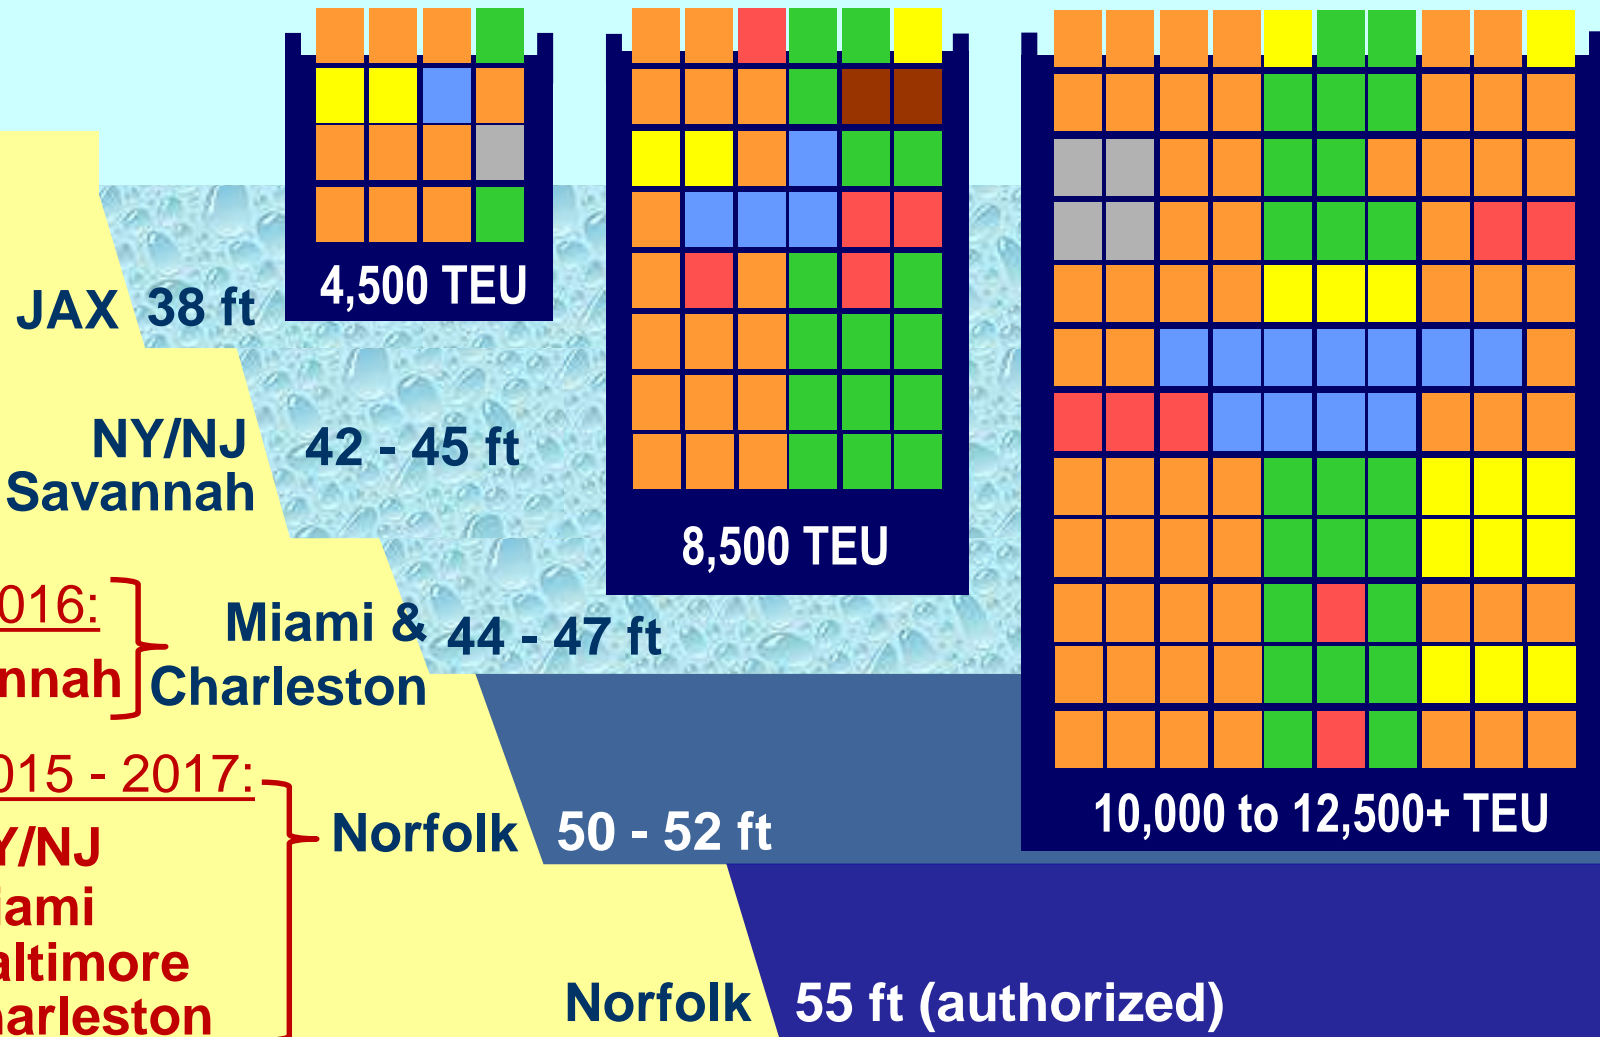 4,500 TEU
JAX 38 ft
NY/NJ
Savannah
42 - 45 ft
8,500 TEU
016:
Miami &
44 - 47 ft
nnah
Charleston
015 - 2017:
10,000 to 12,500+ TEU
Norfolk 50 - 52 ft
Y/NJ
iami
altimore
harleston
Norfolk 55 ft (authorized)